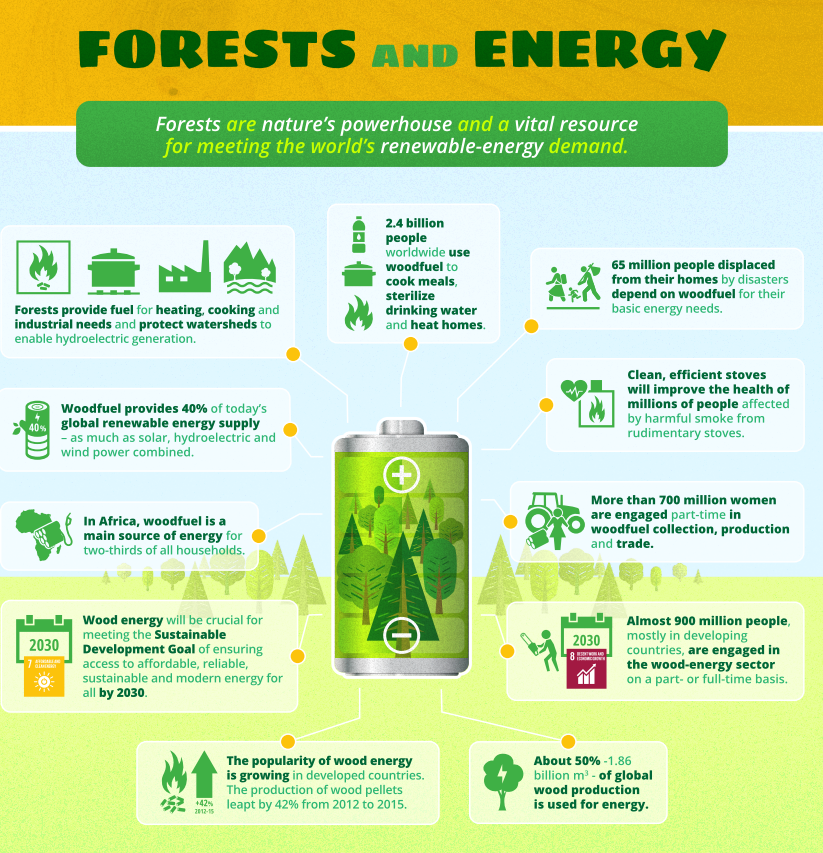 FORESTS AND ENERGY
Forests are nature's powerhouse and a vital resource
for meeting the world's renewable-energy demand.
Forests provide fuel for heating, cooking and
industrial needs and protect watersheds to
enable hydroelectric generation.
2.4 billion
people
worldwide use
woodfuel to
cook meals,
sterilize
drinking water
and heat homes.
65 million people displaced
from their homes by disasters
depend on woodfuel for their
basic energy needs.
40%
Woodfuel provides 40% of today's
global renewable energy supply
– as much as solar, hydroelectric and
wind power combined.
Clean, efficient stoves
will improve the health of
millions of people affected
by harmful smoke from
rudimentary stoves.
In Africa, woodfuel is a
main source of energy for
two-thirds of all households.
More than 700 million women
are engaged part-time in
woodfuel collection, production
and trade.
2030
7
Wood energy will be crucial for
meeting the Sustainable
Development Goal of ensuring
access to affordable, reliable,
sustainable and modern energy for
all by 2030.
2030
8 DECENT WORK AND
ECONOMIC GROWTH
Almost 900 million people,
mostly in developing
countries, are engaged in
the wood-energy sector
on a part- or full-time basis.
+42%
2012-15
The popularity of wood energy
is growing in developed countries.
The production of wood pellets
leapt by 42% from 2012 to 2015.
About 50% -1.86
billion m³ - of global
wood production
is used for energy.